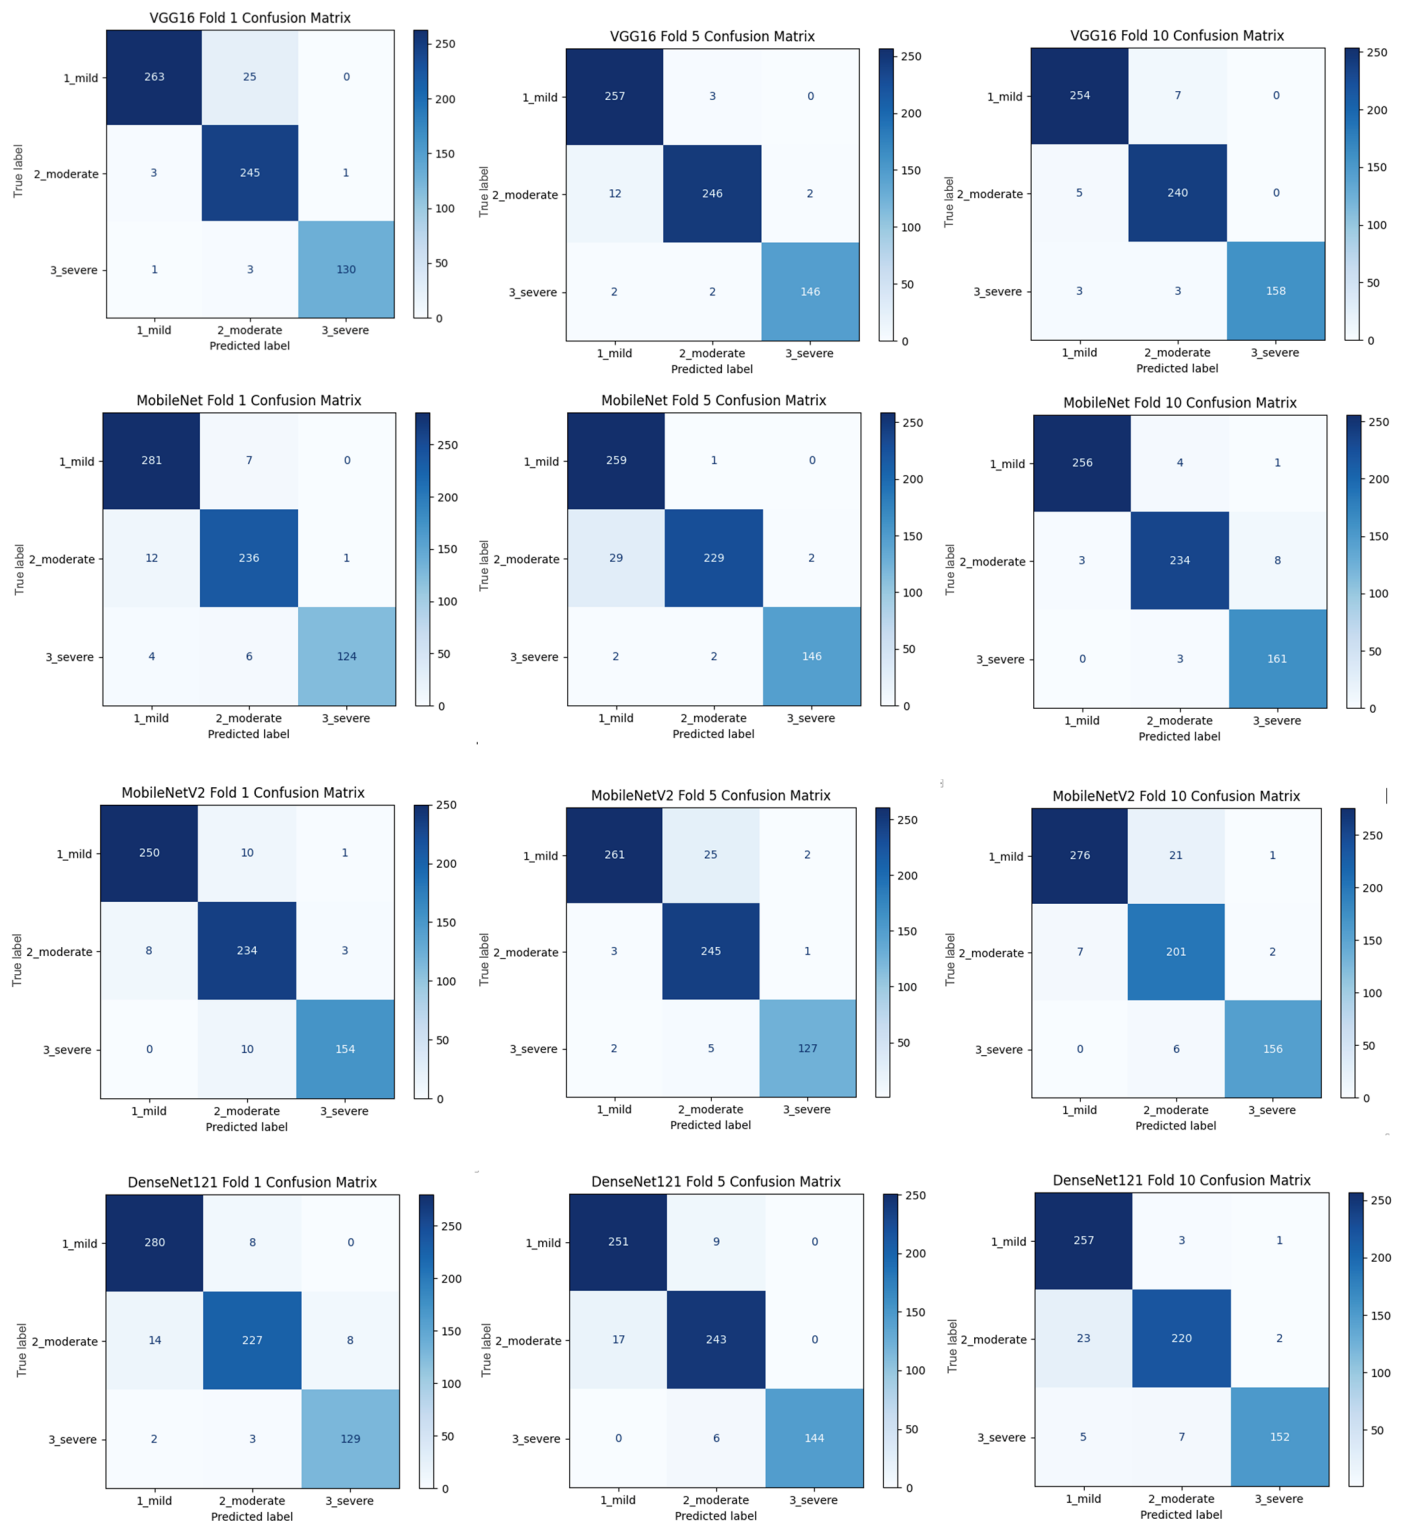 VGG16 Fold 1 Confusion Matrix
True label
1_mild 263 25 0
2_moderate 3 245 1
3_severe 1 3 130
1_mild 2_moderate 3_severe
Predicted label
250
200
150
100
50
0
VGG16 Fold 5 Confusion Matrix
True label
1_mild 257 3 0
2_moderate 12 246 2
3_severe 2 2 146
1_mild 2_moderate 3_severe
Predicted label
250
200
150
100
50
0
VGG16 Fold 10 Confusion Matrix
True label
1_mild 254 7 0
2_moderate 5 240 0
3_severe 3 3 158
1_mild 2_moderate 3_severe
Predicted label
250
200
150
100
50
0
MobileNet Fold 1 Confusion Matrix
True label
1_mild 281 7 0
2_moderate 12 236 1
3_severe 4 6 124
1_mild 2_moderate 3_severe
Predicted label
250
200
150
100
50
0
MobileNet Fold 5 Confusion Matrix
True label
1_mild 259 1 0
2_moderate 29 229 2
3_severe 2 2 146
1_mild 2_moderate 3_severe
Predicted label
250
200
150
100
50
0
MobileNet Fold 10 Confusion Matrix
True label
1_mild 256 4 1
2_moderate 3 234 8
3_severe 0 3 161
1_mild 2_moderate 3_severe
Predicted label
250
200
150
100
50
0
MobileNetV2 Fold 1 Confusion Matrix
True label
1_mild 250 10 1
2_moderate 8 234 3
3_severe 0 10 154
1_mild 2_moderate 3_severe
Predicted label
250
200
150
100
50
0
MobileNetV2 Fold 5 Confusion Matrix
True label
1_mild 261 25 2
2_moderate 3 245 1
3_severe 2 5 127
1_mild 2_moderate 3_severe
Predicted label
250
200
150
100
50
MobileNetV2 Fold 10 Confusion Matrix
True label
1_mild 276 21 1
2_moderate 7 201 2
3_severe 0 6 156
1_mild 2_moderate 3_severe
Predicted label
250
200
150
100
50
0
DenseNet121 Fold 1 Confusion Matrix
True label
1_mild 280 8 0
2_moderate 14 227 8
3_severe 2 3 129
1_mild 2_moderate 3_severe
Predicted label
250
200
150
100
50
0
DenseNet121 Fold 5 Confusion Matrix
True label
1_mild 251 9 0
2_moderate 17 243 0
3_severe 0 6 144
1_mild 2_moderate 3_severe
Predicted label
250
200
150
100
50
0
DenseNet121 Fold 10 Confusion Matrix
True label
1_mild 257 3 1
2_moderate 23 220 2
3_severe 5 7 152
1_mild 2_moderate 3_severe
Predicted label
250
200
150
100
50